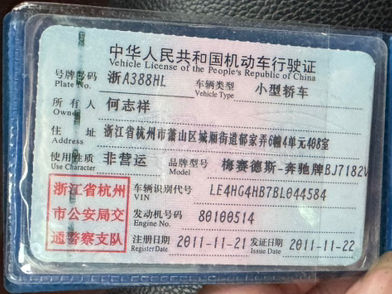 中华人民共和国机动车行驶证
Vehicle License of the People's Republic of China
号牌号码 浙A388HL 车辆类型 小型轿车
Plate No. Vehicle Type
所有人 何志祥
Owner
住址 浙江省杭州市萧山区城厢街道郁家弄6幢4单元408室
Address
使用性质 非营运 品牌型号 梅赛德斯-奔驰牌BJ7182V
Use Character Model
浙江省杭州 车辆识别代号 LE4HG4HB7BL044584
VIN
市公安局交 发动机号码 80100514
Engine No.
通警察支队 注册日期 2011-11-21 发证日期 2011-11-22
Register Date Issue Date